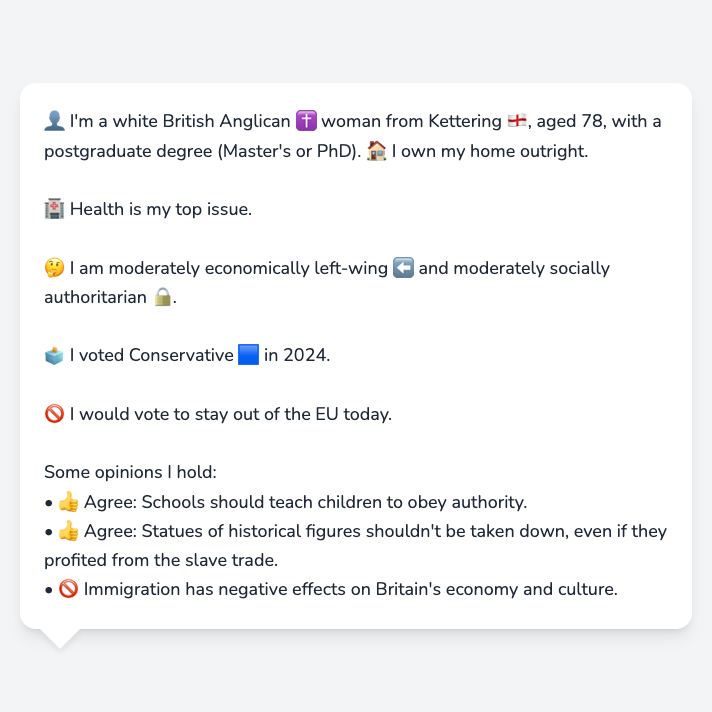 👤 I'm a white British Anglican ✝️ woman from Kettering 🏴󠁧󠁢󠁥󠁮󠁧󠁿, aged 78, with a
postgraduate degree (Master's or PhD). 🏠 I own my home outright.
🏥 Health is my top issue.
🤔 I am moderately economically left-wing ⬅️ and moderately socially
authoritarian 🔒.
🗳️ I voted Conservative 🟦 in 2024.
🚫 I would vote to stay out of the EU today.
Some opinions I hold:
• 👍 Agree: Schools should teach children to obey authority.
• 👍 Agree: Statues of historical figures shouldn't be taken down, even if they
profited from the slave trade.
• 🚫 Immigration has negative effects on Britain's economy and culture.